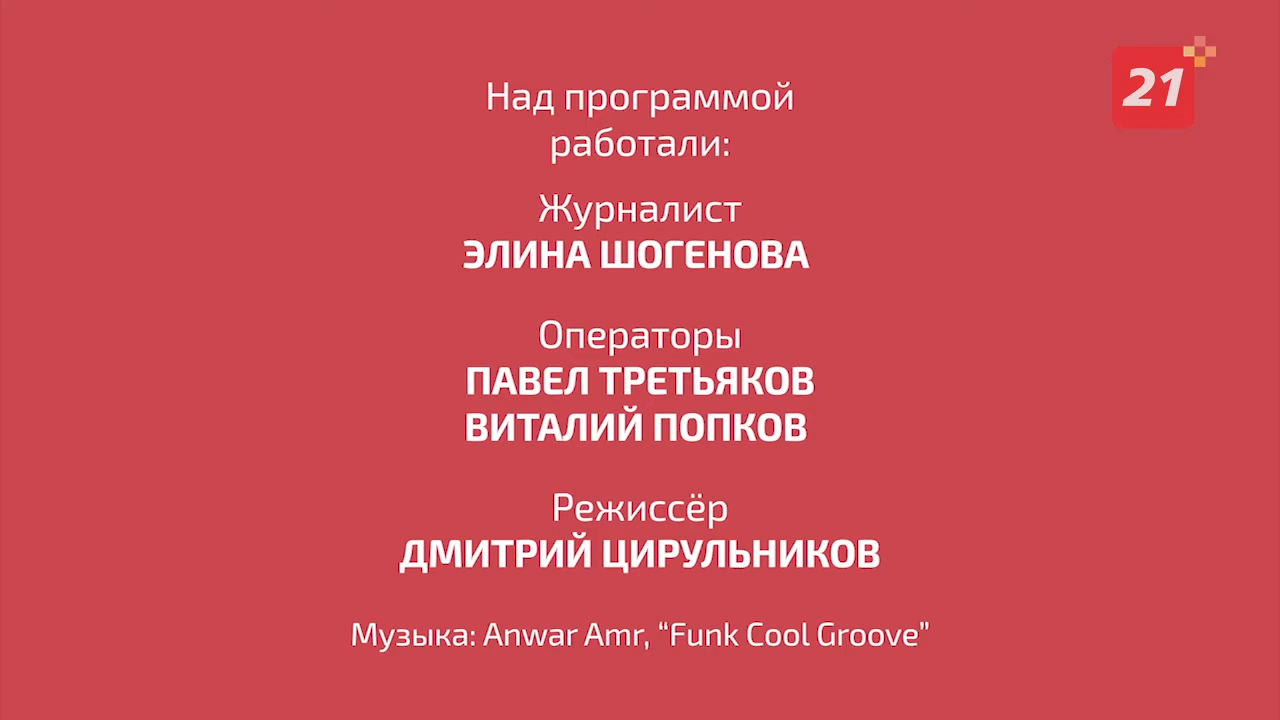 21
Над программой
работали:
Журналист
ЭЛИНА ШОГЕНОВА
Операторы
ПАВЕЛ ТРЕТЬЯКОВ
ВИТАЛИЙ ПОПКОВ
Режиссёр
ДМИТРИЙ ЦИРУЛЬНИКОВ
Музыка: Anwar Amr, “Funk Cool Groove”